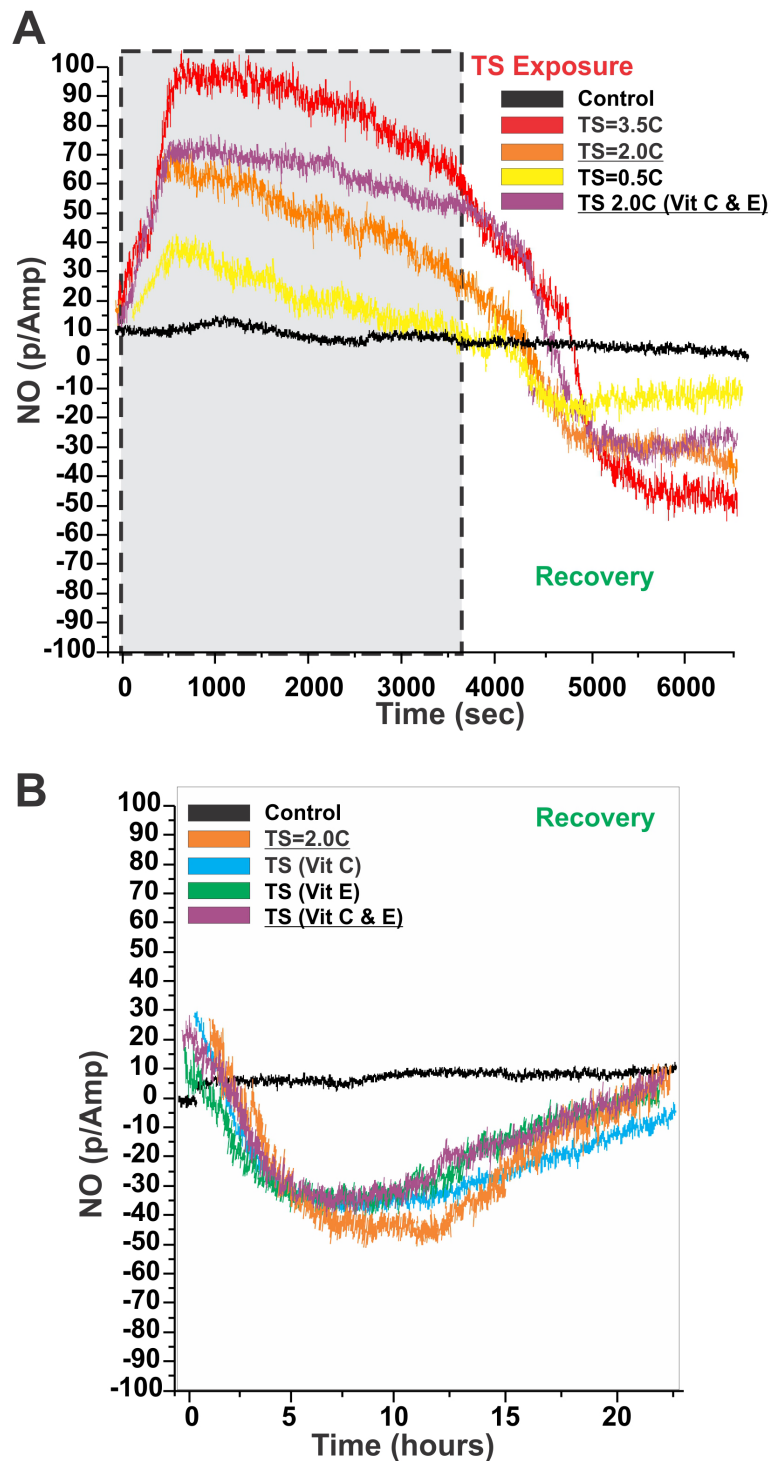 A
TS Exposure
Control
TS=3.5C
TS=2.0C
TS=0.5C
TS 2.0C (Vit C & E)
100
90
80
70
60
50
40
30
20
10
0
-10
-20
-30
-40
-50
-60
-70
-80
-90
-100
NO (p/Amp)
Recovery
0 1000 2000 3000 4000 5000 6000
Time (sec)
B
Control
TS=2.0C
TS (Vit C)
TS (Vit E)
TS (Vit C & E)
Recovery
100
90
80
70
60
50
40
30
20
10
0
-10
-20
-30
-40
-50
-60
-70
-80
-90
-100
NO (p/Amp)
0 5 10 15 20
Time (hours)